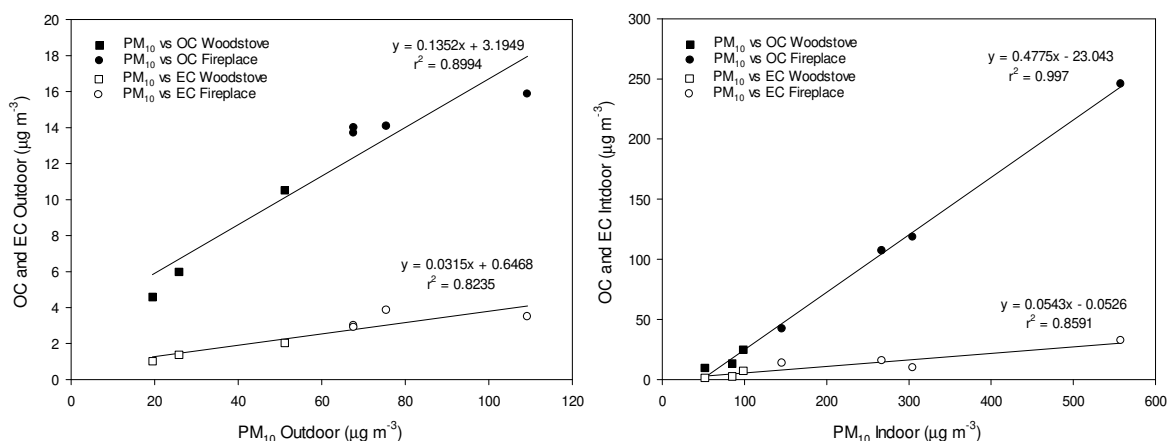 20
18
16
14
12
10
8
6
4
2
0
OC and EC Outdoor (µg m⁻³)
PM₁₀ vs OC Woodstove
PM₁₀ vs OC Fireplace
PM₁₀ vs EC Woodstove
PM₁₀ vs EC Fireplace
y = 0.1352x + 3.1949
r² = 0.8994
y = 0.0315x + 0.6468
r² = 0.8235
0 20 40 60 80 100 120
PM₁₀ Outdoor (µg m⁻³)
300
250
200
150
100
50
0
OC and EC Intdoor (µg m⁻³)
PM₁₀ vs OC Woodstove
PM₁₀ vs OC Fireplace
PM₁₀ vs EC Woodstove
PM₁₀ vs EC Fireplace
y = 0.4775x - 23.043
r² = 0.997
y = 0.0543x - 0.0526
r² = 0.8591
0 100 200 300 400 500 600
PM₁₀ Indoor (µg m⁻³)